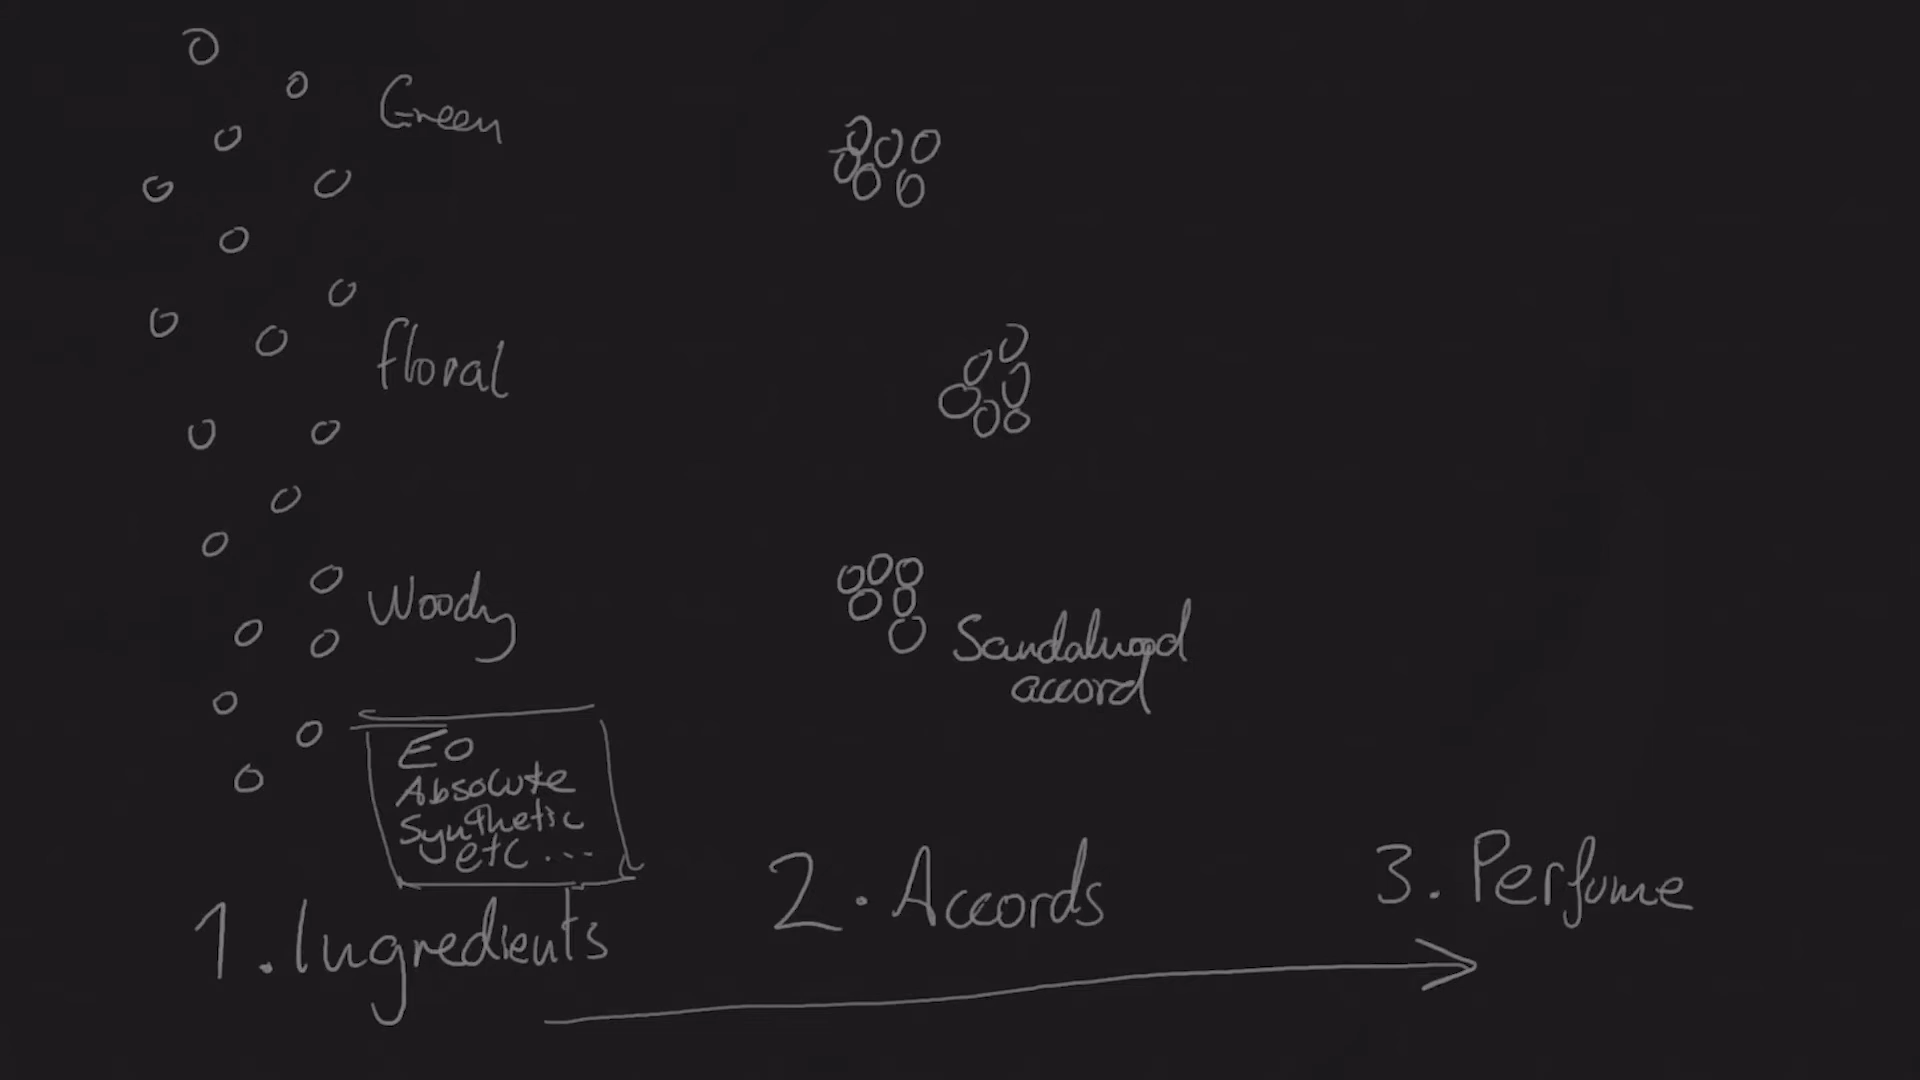 Green
floral
Woody
Sandalwood
accord
EO
Absolute
Synthetic
etc ...
1. Ingredients
2. Accords
3. Perfume